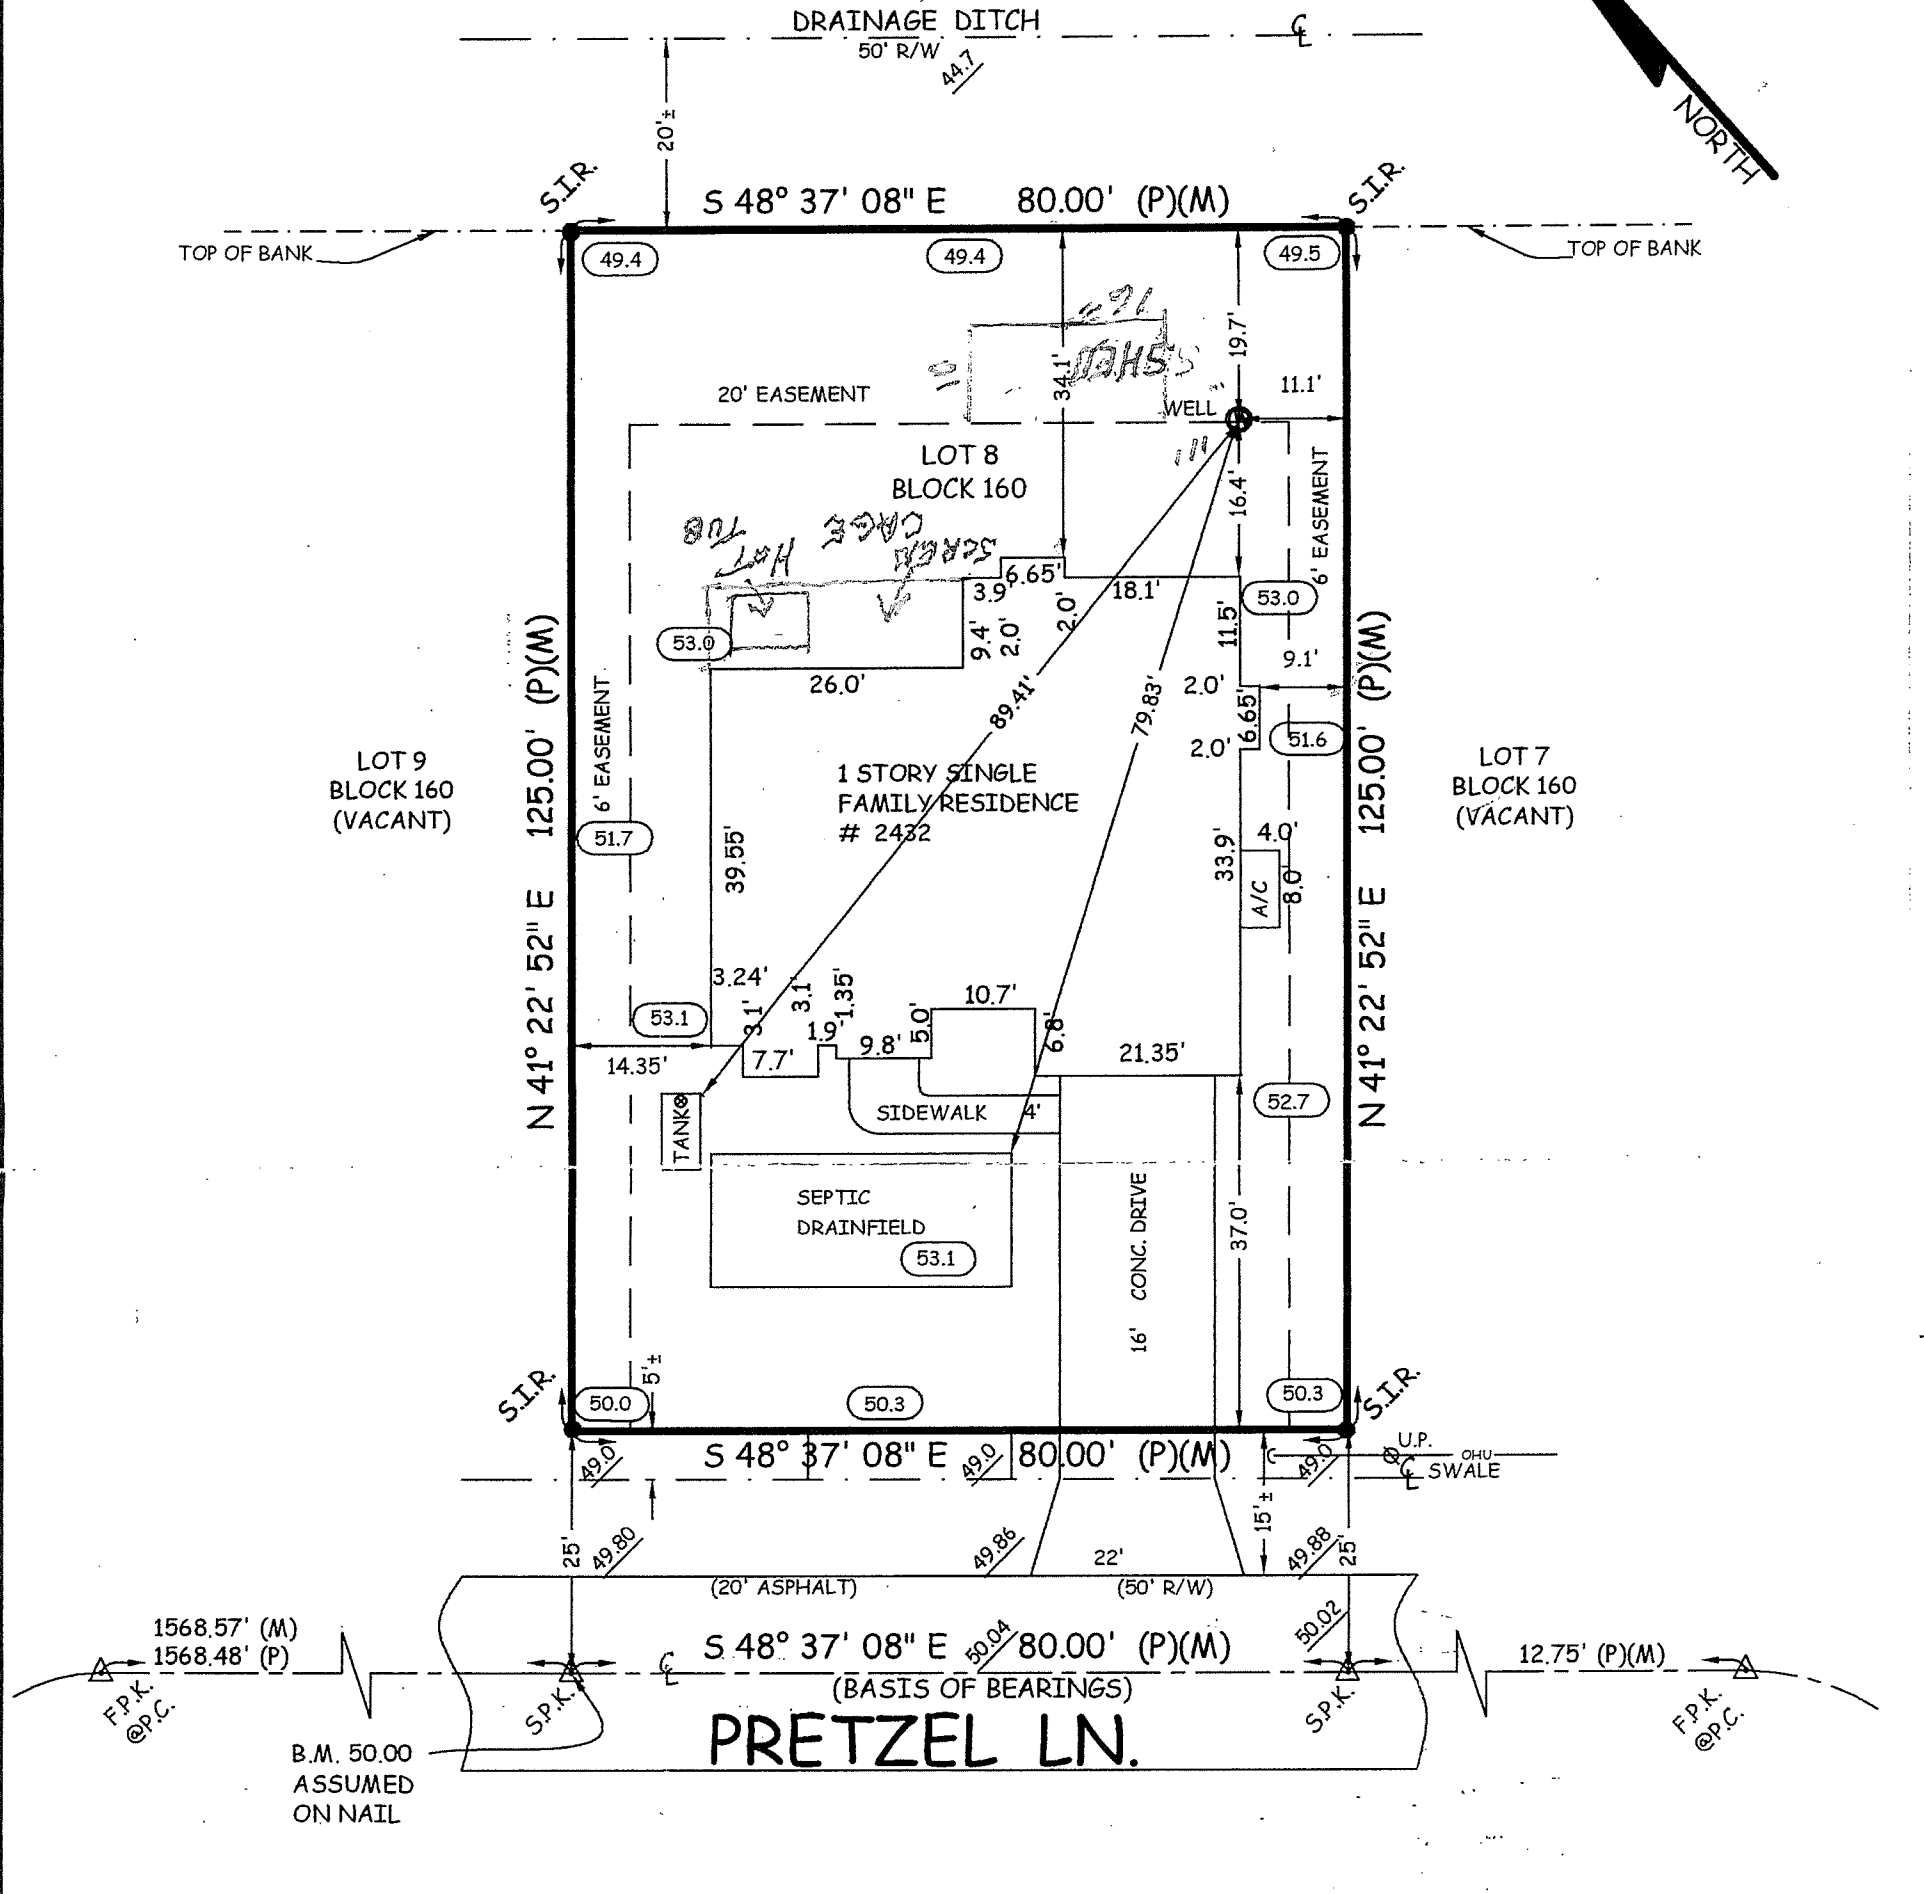 DRAINAGE DITCH
50' R/W
44.7
NORTH
20'±
S.I.R.
S.I.R.
S 48° 37' 08" E 80.00' (P)(M)
TOP OF BANK
TOP OF BANK
49.4
49.4
49.5
SHED
34.1'
19.7'
11.1'
20' EASEMENT
WELL
LOT 8
BLOCK 160
16.4'
6' EASEMENT
HOT
TUB
SCREEN
CAGE
6.65'
3.9'
18.1'
2.0'
53.0
53.0
9.4'
2.0'
11.5'
9.1'
26.0'
2.0'
6.65'
2.0'
51.6
89.41'
79.83'
N 41° 22' 52" E 125.00' (P)(M)
N 41° 22' 52" E 125.00' (P)(M)
6' EASEMENT
LOT 9
BLOCK 160
(VACANT)
LOT 7
BLOCK 160
(VACANT)
1 STORY SINGLE
FAMILY RESIDENCE
# 2432
51.7
39.55'
33.9'
4.0'
A/C
8.0'
3.24'
3.1'
3.1'
1.35'
10.7'
53.1
1.9'
9.8'
5.0'
6.8'
7.7'
21.35'
14.35'
TANK
SIDEWALK 4'
52.7
SEPTIC
DRAINFIELD
53.1
16' CONC. DRIVE
37.0'
5'±
S.I.R.
S.I.R.
50.0
50.3
50.3
S 48° 37' 08" E 80.00' (P)(M)
49.0
49.0
49.0
U.P.
OHU
SWALE
25'
49.80
49.86
22'
15'±
49.88
25'
(20' ASPHALT)
(50' R/W)
1568.57' (M)
1568.48' (P)
S 48° 37' 08" E 80.00' (P)(M)
50.04
50.02
12.75' (P)(M)
(BASIS OF BEARINGS)
F.P.K.
@P.C.
S.P.K.
S.P.K.
F.P.K.
@P.C.
PRETZEL LN.
B.M. 50.00
ASSUMED
ON NAIL